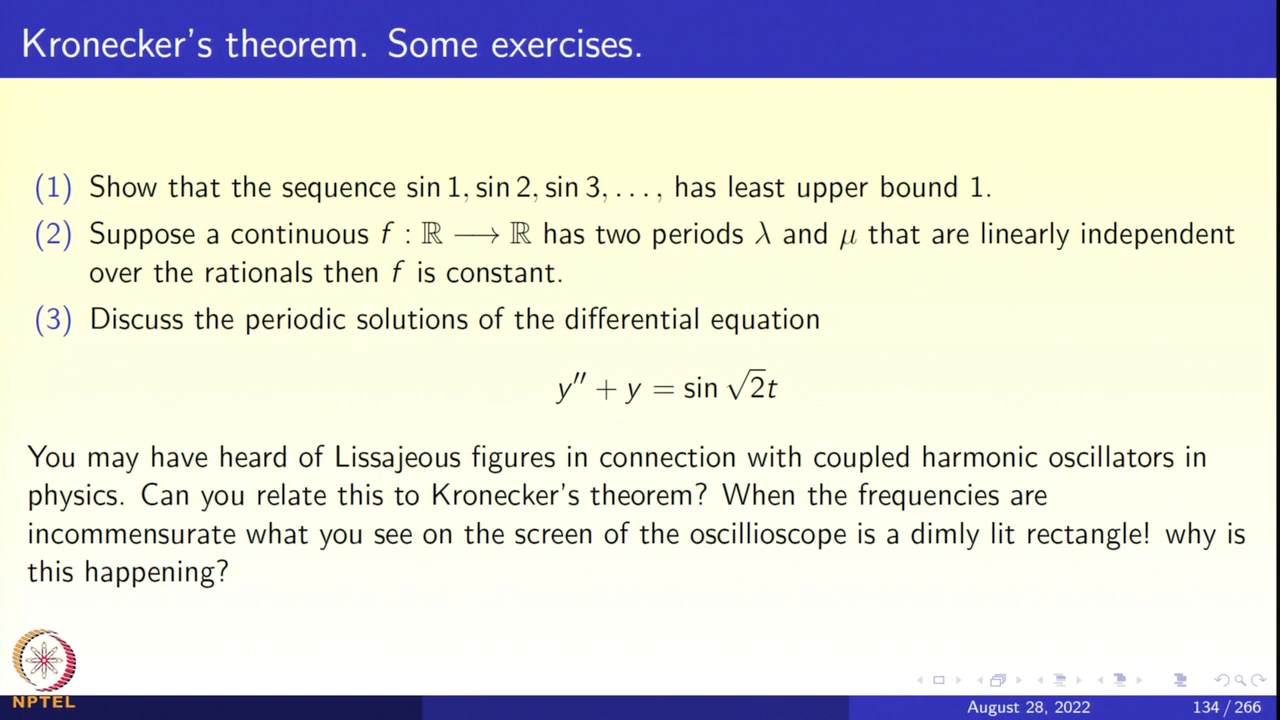 Kronecker's theorem. Some exercises.
(1) Show that the sequence sin 1, sin 2, sin 3, . . . , has least upper bound 1.
(2) Suppose a continuous f : ℝ ⟶ ℝ has two periods λ and μ that are linearly independent
over the rationals then f is constant.
(3) Discuss the periodic solutions of the differential equation
y″ + y = sin √2t
You may have heard of Lissajeous figures in connection with coupled harmonic oscillators in
physics. Can you relate this to Kronecker's theorem? When the frequencies are
incommensurate what you see on the screen of the oscillioscope is a dimly lit rectangle! why is
this happening?
NPTEL
August 28, 2022
134 / 266